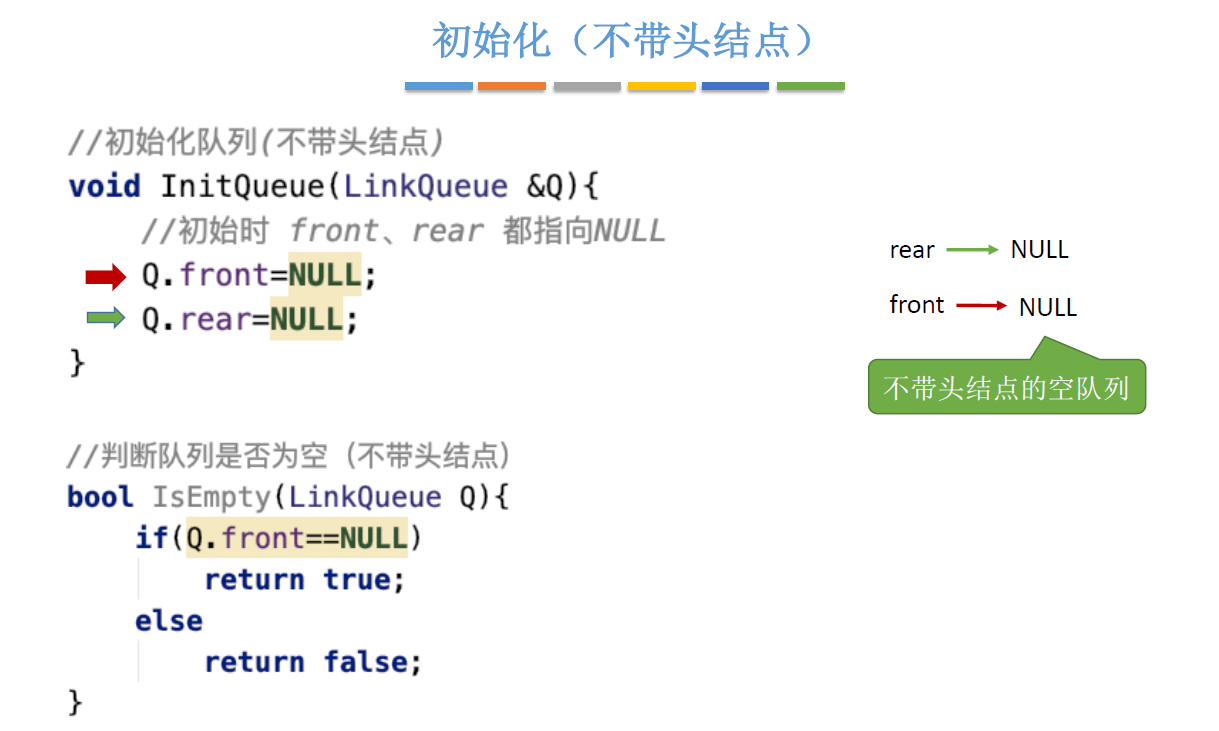 初始化（不带头结点）
//初始化队列(不带头结点)
void InitQueue(LinkQueue &Q){
//初始时 front、rear 都指向NULL
Q.front=NULL;
Q.rear=NULL;
}
rear NULL
front NULL
不带头结点的空队列
//判断队列是否为空（不带头结点）
bool IsEmpty(LinkQueue Q){
if(Q.front==NULL)
return true;
else
return false;
}